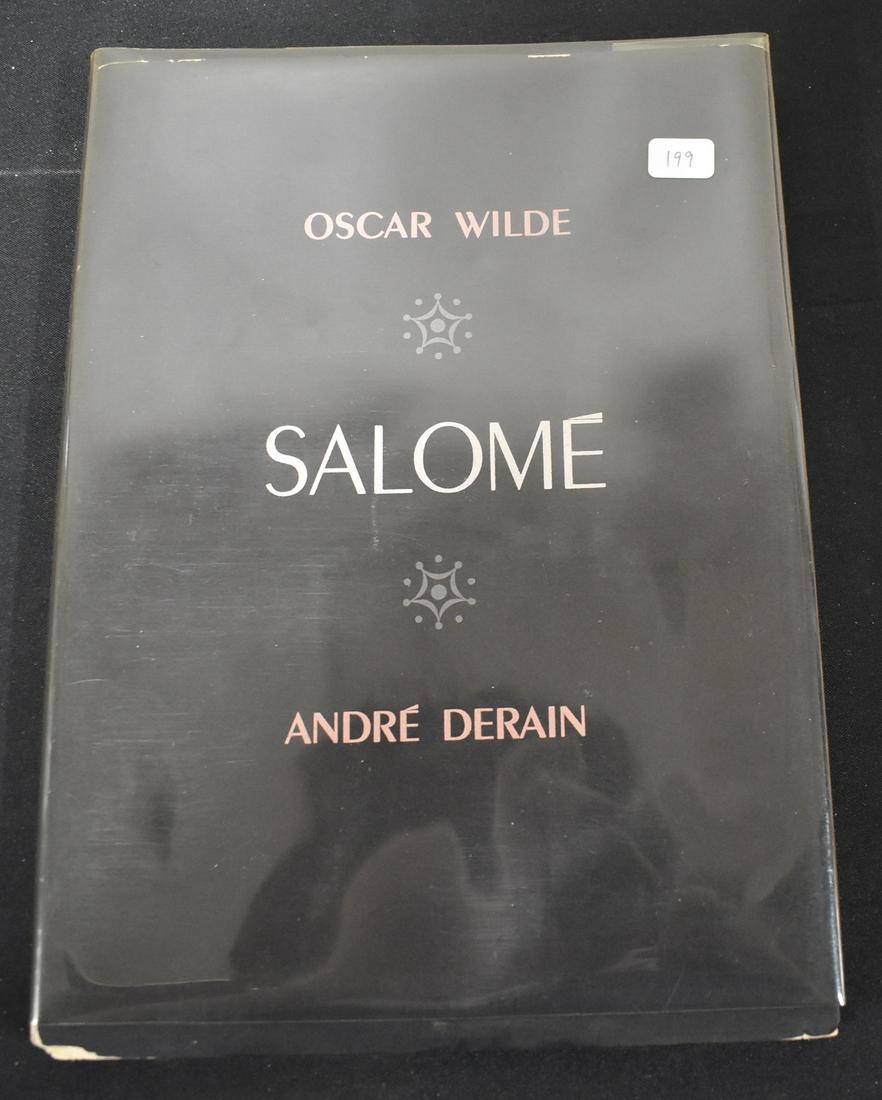 199
OSCAR WILDE
SALOMÉ
ANDRÉ DERAIN